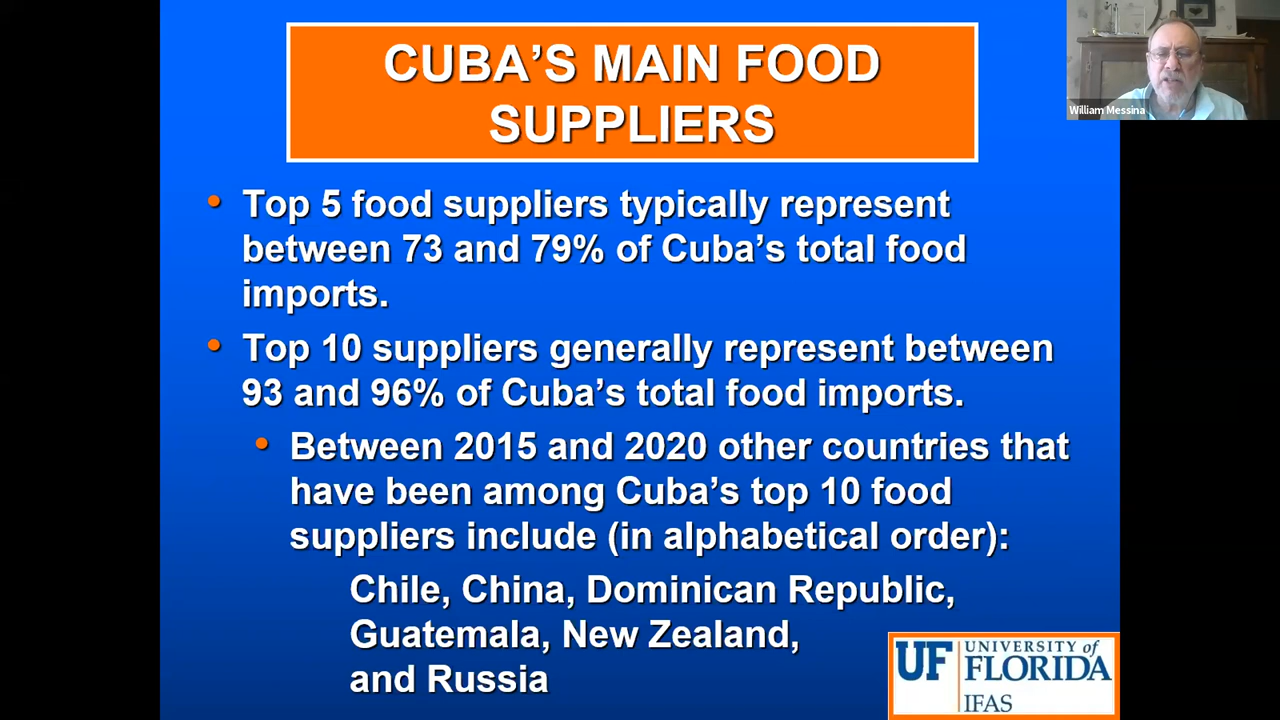 CUBA'S MAIN FOOD
SUPPLIERS
William Messina
• Top 5 food suppliers typically represent
between 73 and 79% of Cuba's total food
imports.
• Top 10 suppliers generally represent between
93 and 96% of Cuba's total food imports.
• Between 2015 and 2020 other countries that
have been among Cuba's top 10 food
suppliers include (in alphabetical order):
Chile, China, Dominican Republic,
Guatemala, New Zealand,
and Russia
UF UNIVERSITY of
FLORIDA
IFAS